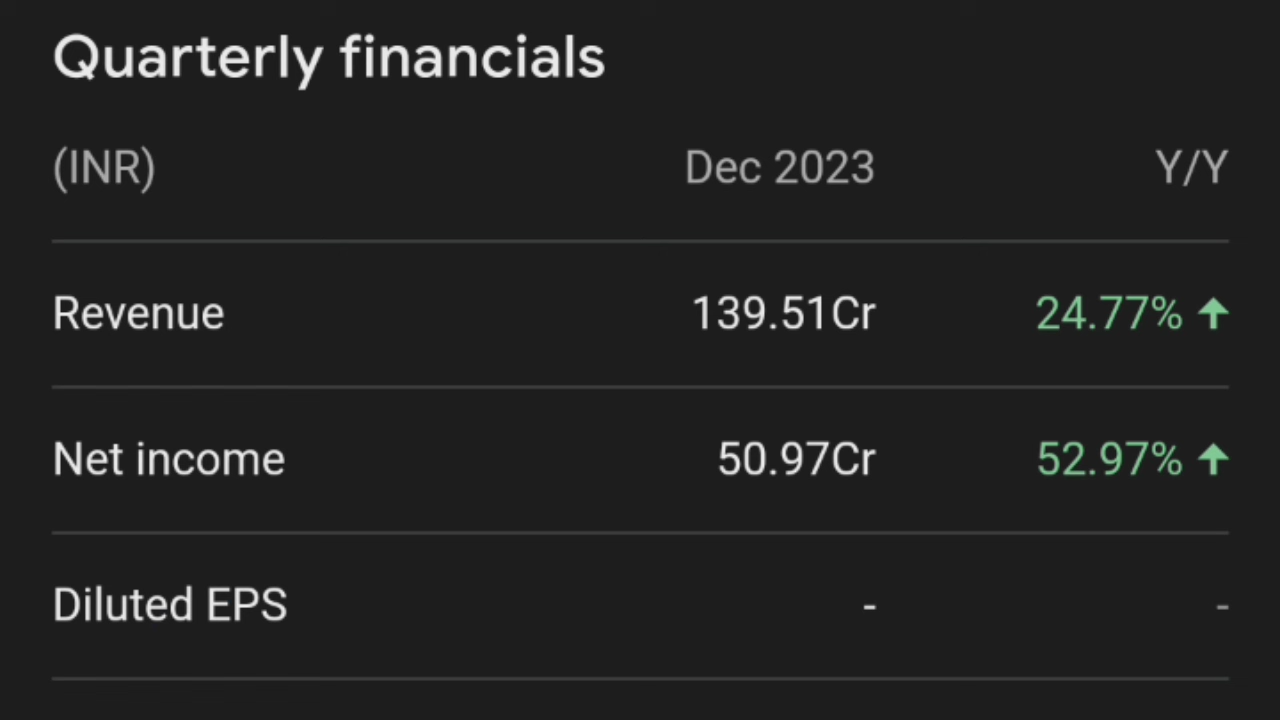 Quarterly financials
(INR) Dec 2023 Y/Y
Revenue 139.51Cr 24.77% ↑
Net income 50.97Cr 52.97% ↑
Diluted EPS - -